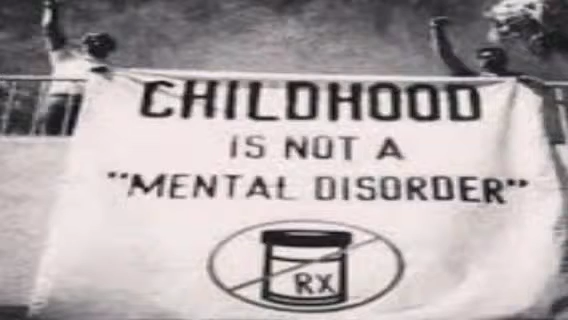 CHILDHOOD
IS NOT A
"MENTAL DISORDER"
RX